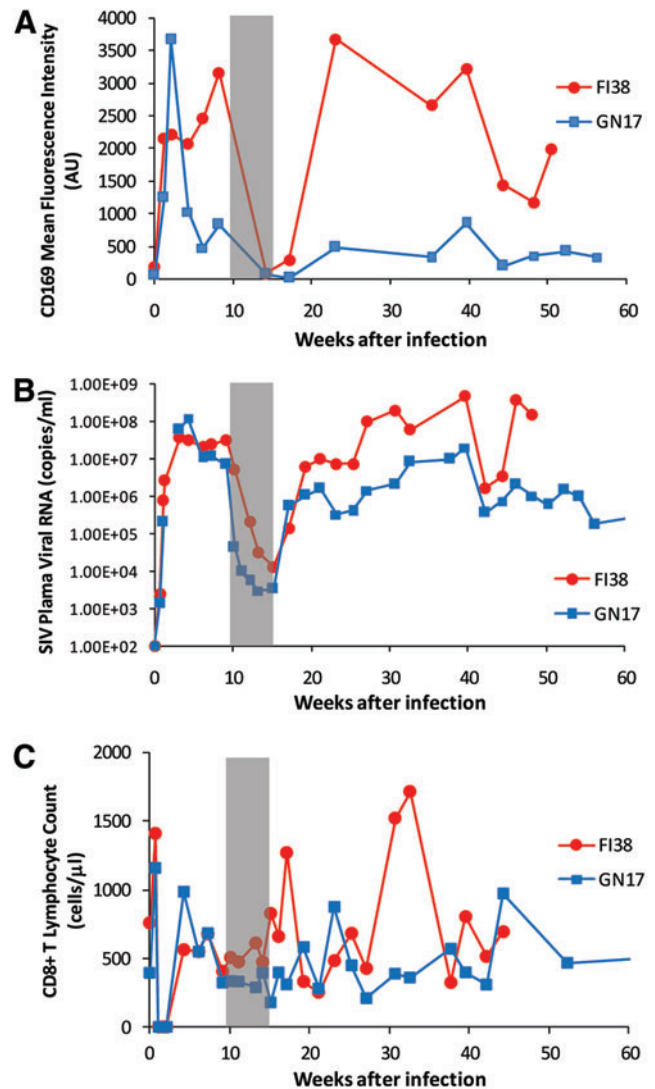 A
CD169 Mean Fluorescence Intensity
(AU)
4000
3500
3000
2500
2000
1500
1000
500
0
FI38
GN17
0 10 20 30 40 50 60
Weeks after infection
B
SIV Plama Viral RNA (copies/ml)
1.00E+09
1.00E+08
1.00E+07
1.00E+06
1.00E+05
1.00E+04
1.00E+03
1.00E+02
FI38
GN17
0 10 20 30 40 50 60
Weeks after infection
C
CD8+ T Lymphocyte Count
(cells/µl)
2000
1500
1000
500
0
FI38
GN17
0 10 20 30 40 50 60
Weeks after infection